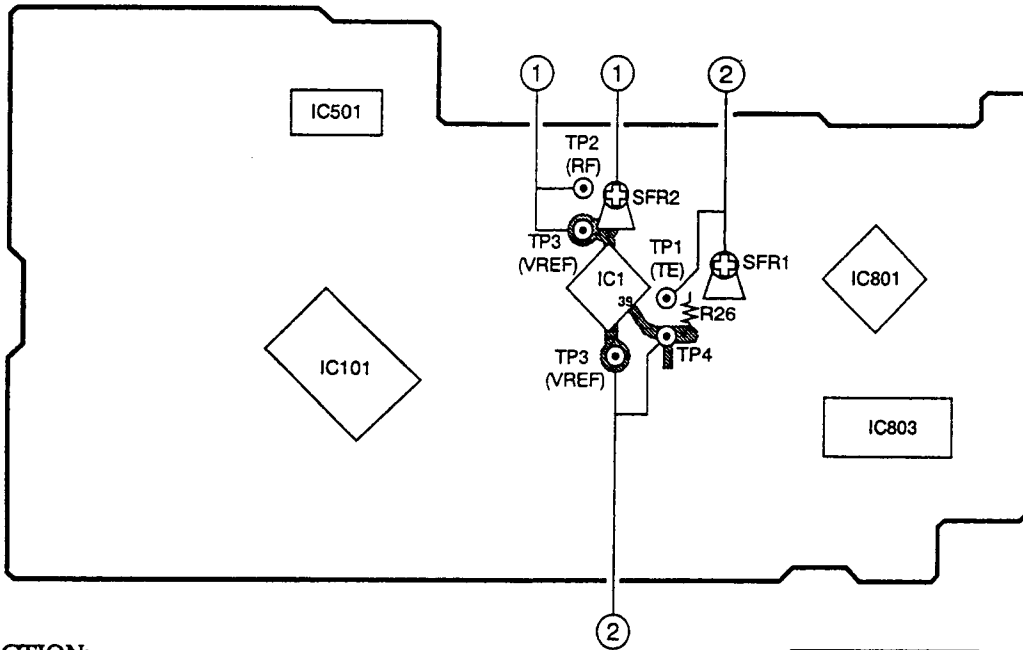 1
1
2
IC501
TP2
(RF)
SFR2
TP3
(VREF)
TP1
(TE)
SFR1
IC1
IC801
39
R26
TP4
TP3
(VREF)
IC101
IC803
2